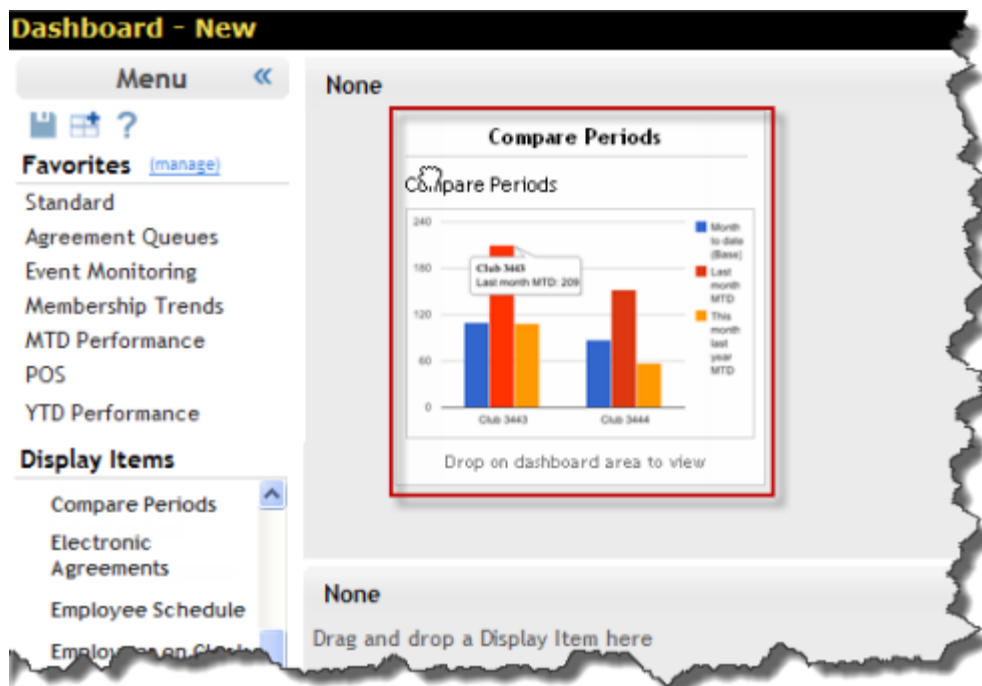 Dashboard - New
Menu «
?
Favorites (manage)
Standard
Agreement Queues
Event Monitoring
Membership Trends
MTD Performance
POS
YTD Performance
Display Items
Compare Periods
Electronic
Agreements
Employee Schedule
None
Compare Periods
Compare Periods
240
180
120
60
0
Club 3443
Last month MTD: 209
Club 3443
Club 3444
Month
to date
(Base)
Last
month
MTD
This
month
last
year
MTD
Drop on dashboard area to view
None
Drag and drop a Display Item here